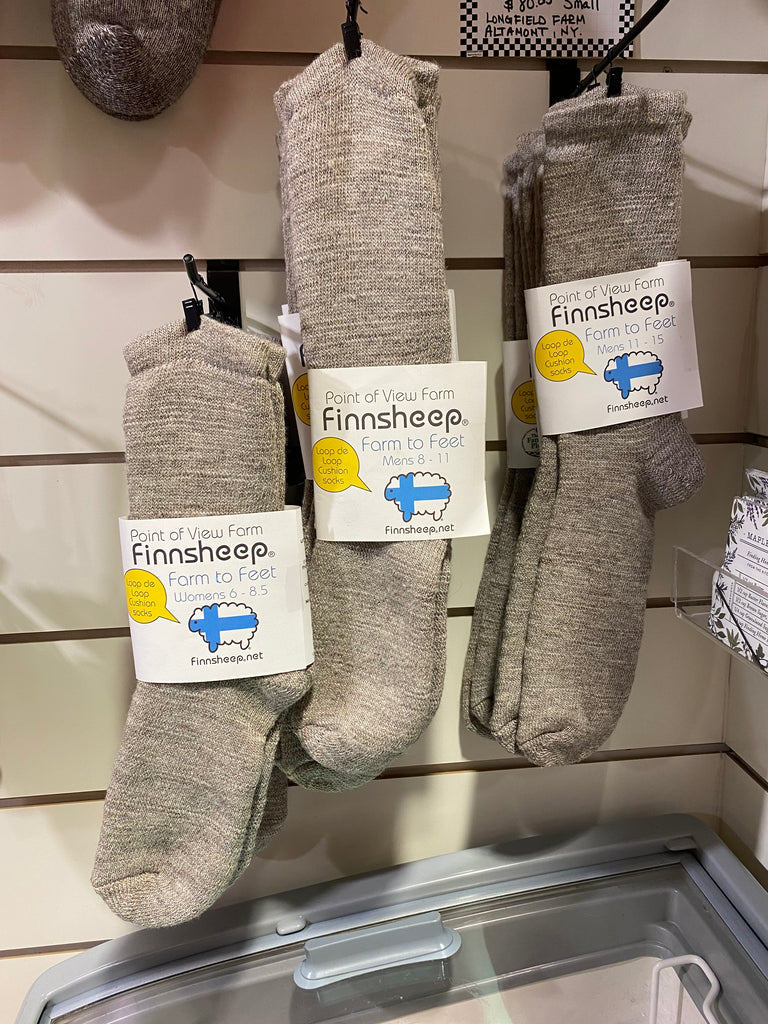 $80.00 Small
LONGFIELD FARM
ALTAMONT, NY.
Point of View Farm
Finnsheep®
Farm to Feet
Mens 11 - 15
Loop de
Loop
Cushion
socks
Finnsheep.net
Point of View Farm
Finnsheep®
Farm to Feet
Mens 8 - 11
Loop de
Loop
Cushion
socks
Finnsheep.net
Point of View Farm
Finnsheep®
Farm to Feet
Womens 6 - 8.5
Loop de
Loop
Cushion
socks
Finnsheep.net